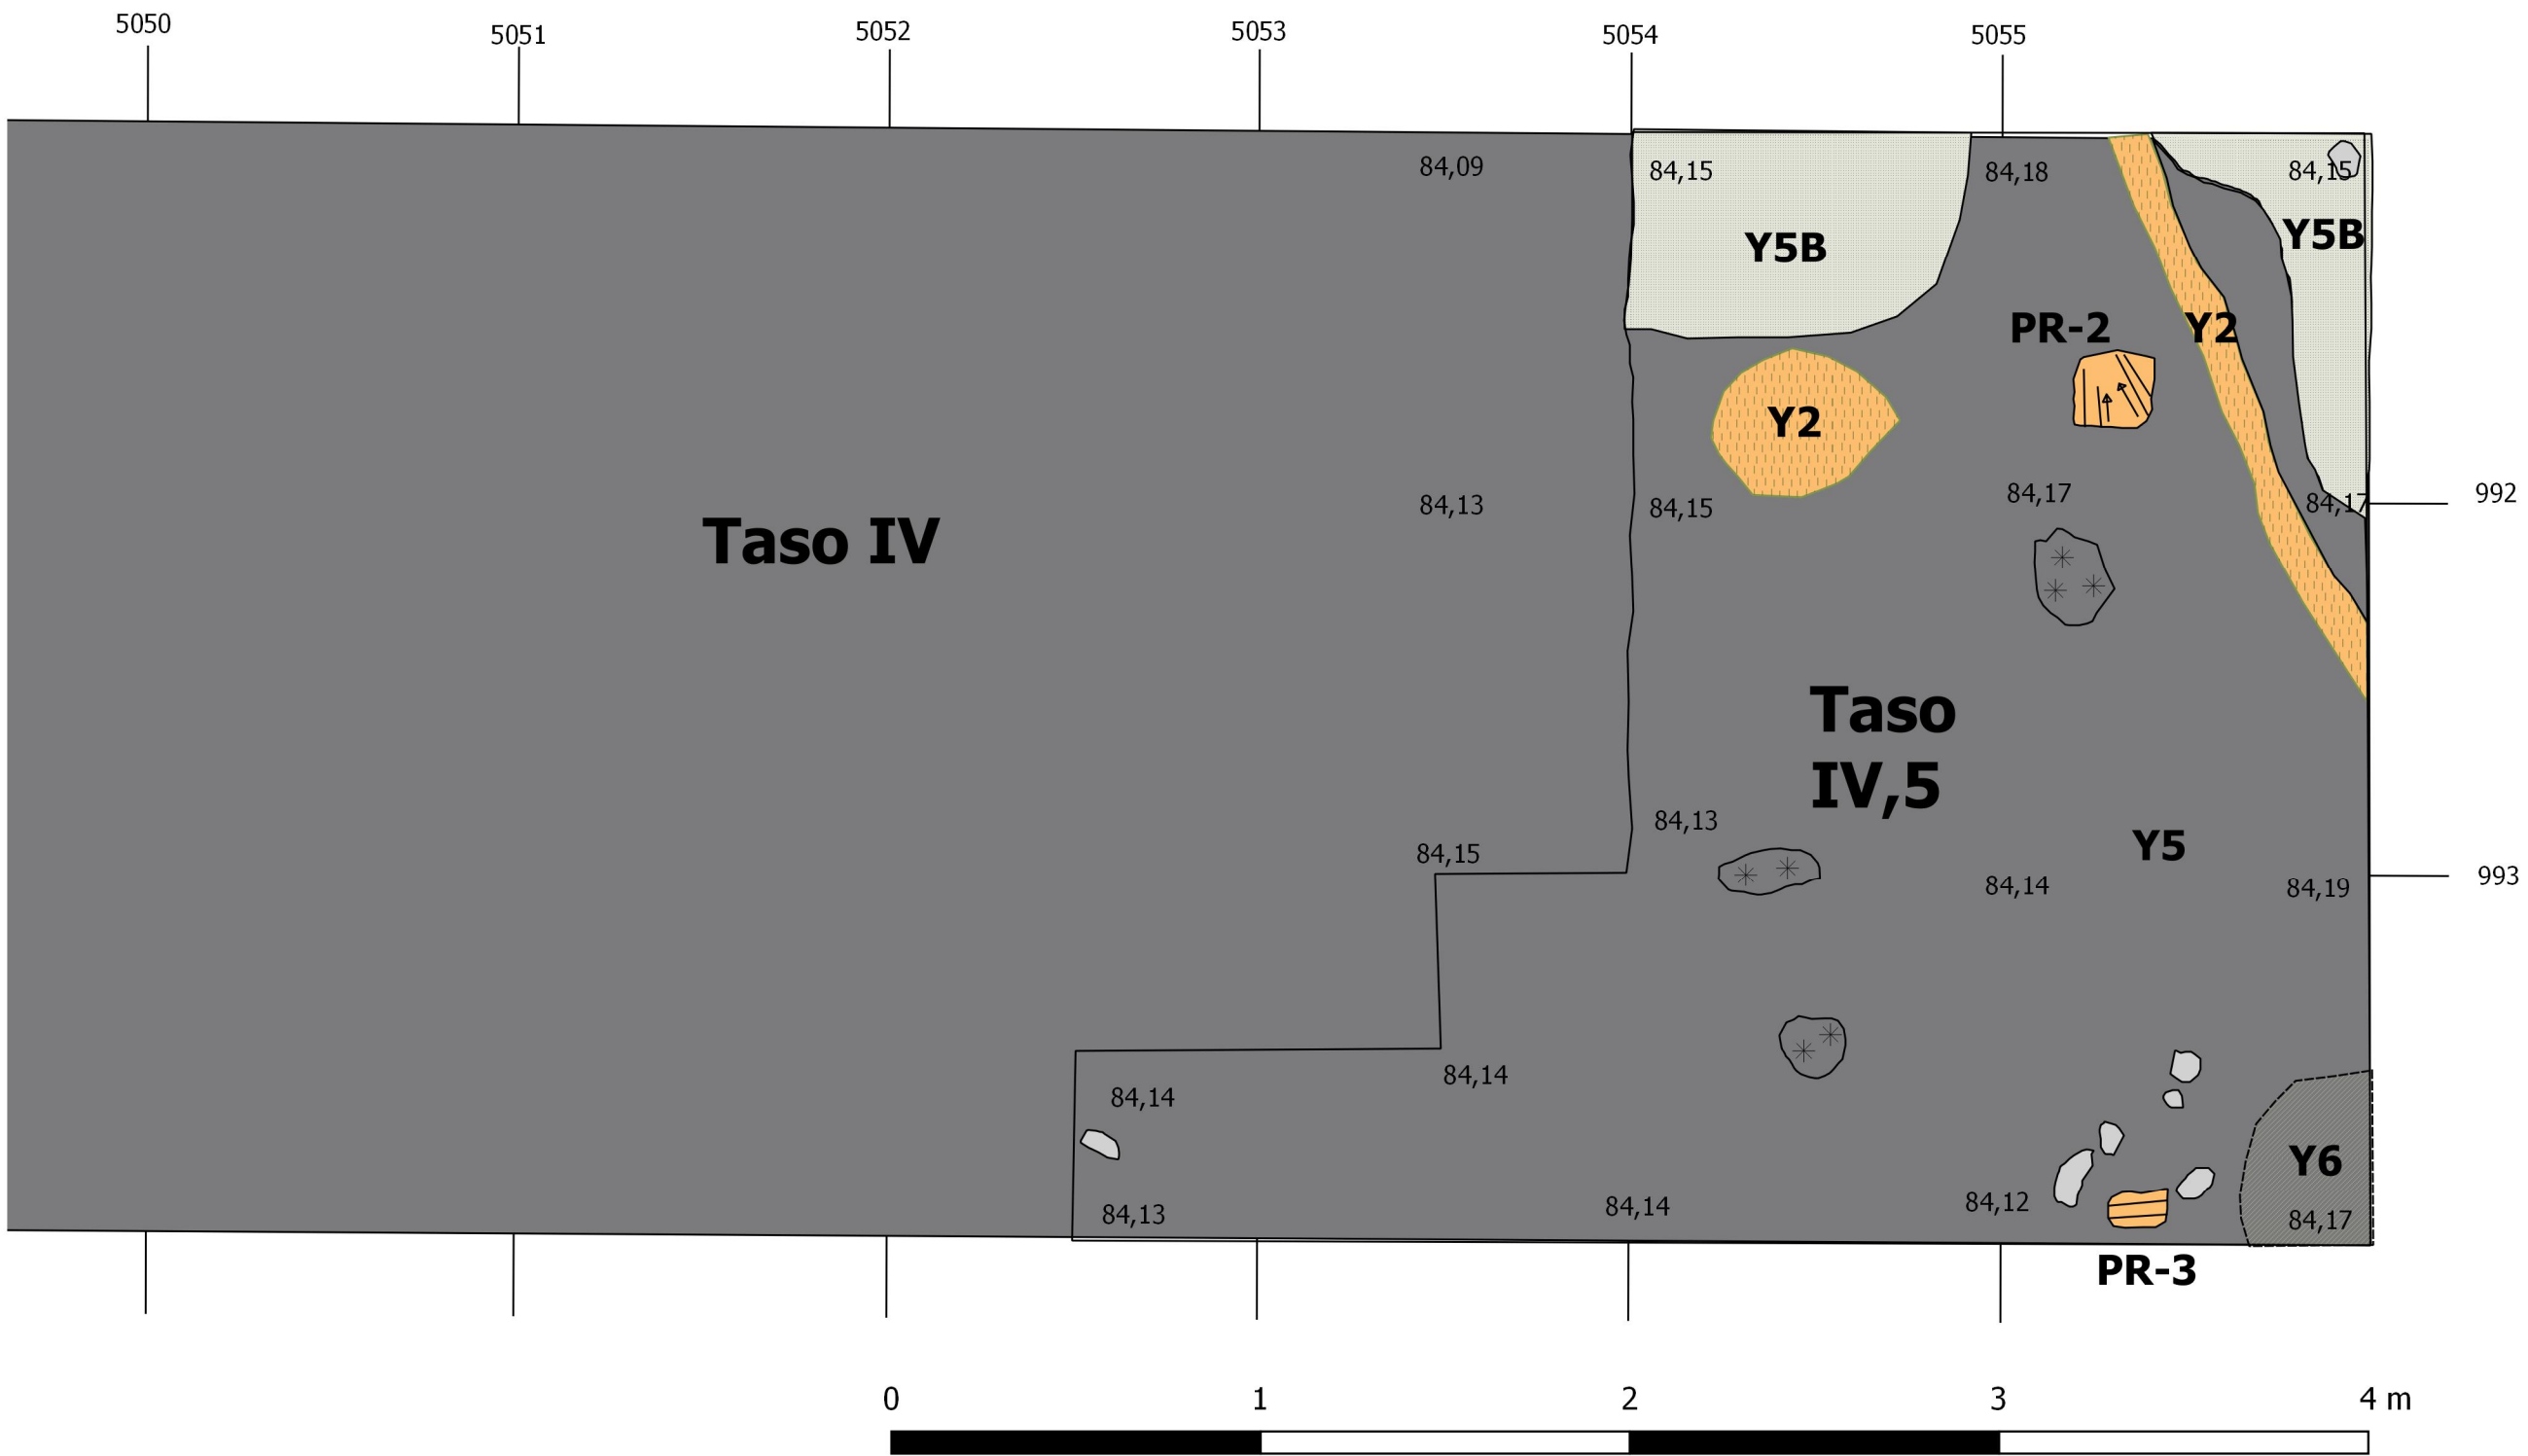 5050 5051 5052 5053 5054 5055
84,09 84,15 84,18 84,15
Y5B Y5B
PR-2 Y2
Y2
84,13 84,15 84,17 84,17 992
Taso IV
Taso
IV,5
84,13
84,15 Y5
84,14 84,19 993
84,14 84,14
Y6
84,13 84,14 84,12 84,17
PR-3
0 1 2 3 4 m